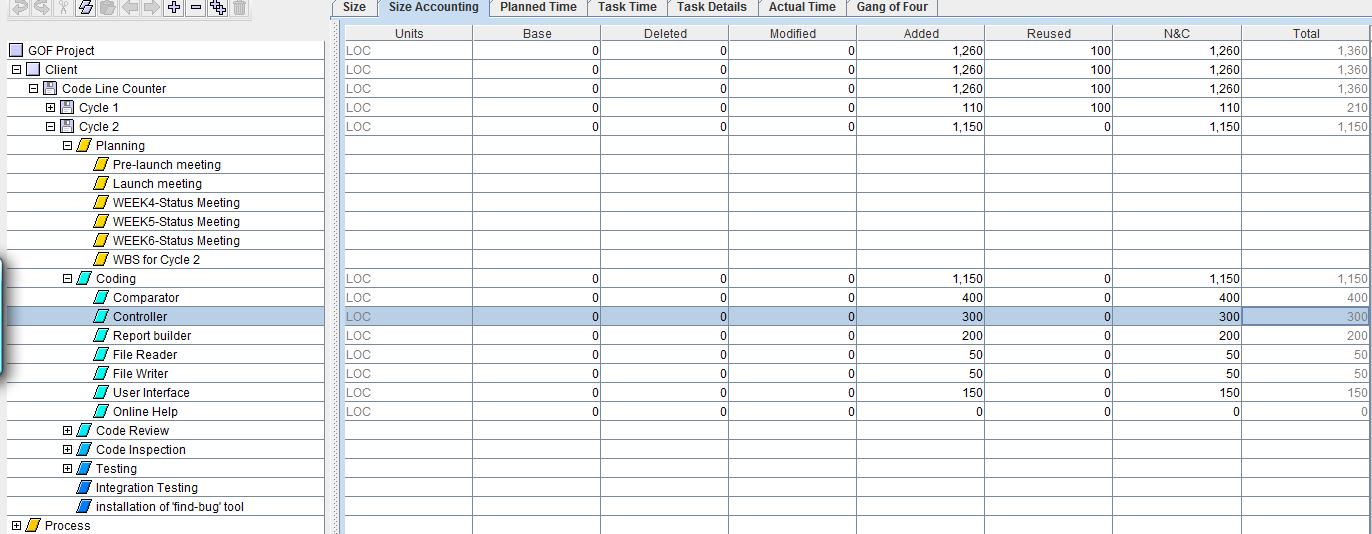 Size Size Accounting Planned Time Task Time Task Details Actual Time Gang of Four
Units Base Deleted Modified Added Reused N&C Total
GOF Project LOC 0 0 0 1,260 100 1,260 1,360
Client LOC 0 0 0 1,260 100 1,260 1,360
Code Line Counter LOC 0 0 0 1,260 100 1,260 1,360
Cycle 1 LOC 0 0 0 110 100 110 210
Cycle 2 LOC 0 0 0 1,150 0 1,150 1,150
Planning
Pre-launch meeting
Launch meeting
WEEK4-Status Meeting
WEEK5-Status Meeting
WEEK6-Status Meeting
WBS for Cycle 2
Coding LOC 0 0 0 1,150 0 1,150 1,150
Comparator LOC 0 0 0 400 0 400 400
Controller LOC 0 0 0 300 0 300 300
Report builder LOC 0 0 0 200 0 200 200
File Reader LOC 0 0 0 50 0 50 50
File Writer LOC 0 0 0 50 0 50 50
User Interface LOC 0 0 0 150 0 150 150
Online Help LOC 0 0 0 0 0 0 0
Code Review
Code Inspection
Testing
Integration Testing
installation of 'find-bug' tool
Process